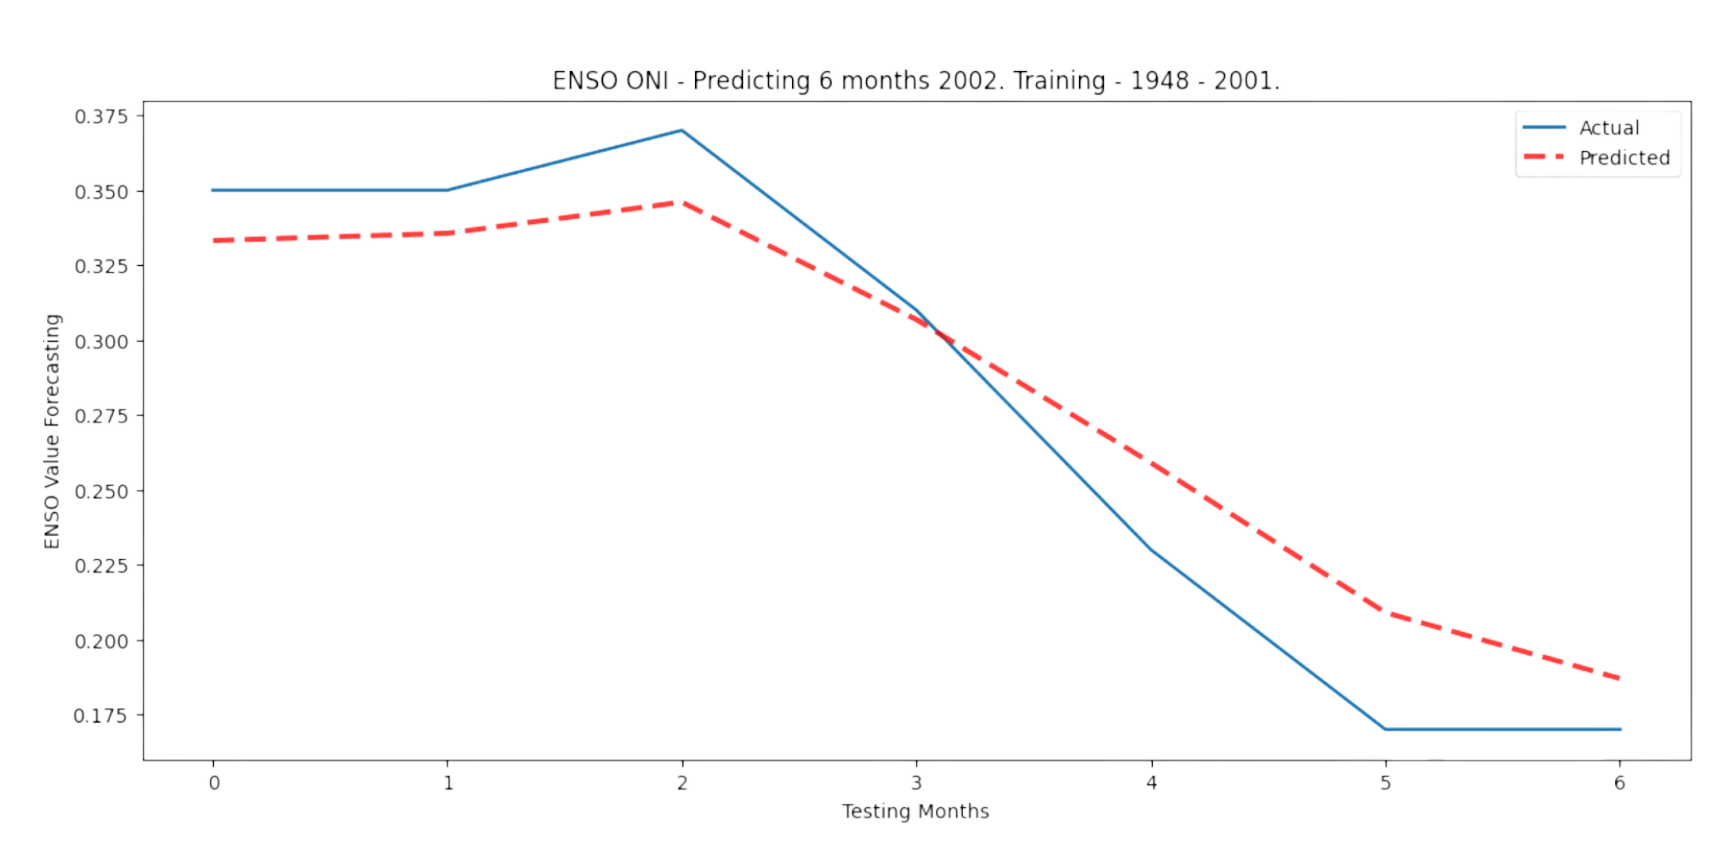 ENSO ONI - Predicting 6 months 2002. Training - 1948 - 2001.
Actual
Predicted
ENSO Value Forecasting
0.375
0.350
0.325
0.300
0.275
0.250
0.225
0.200
0.175
0 1 2 3 4 5 6
Testing Months